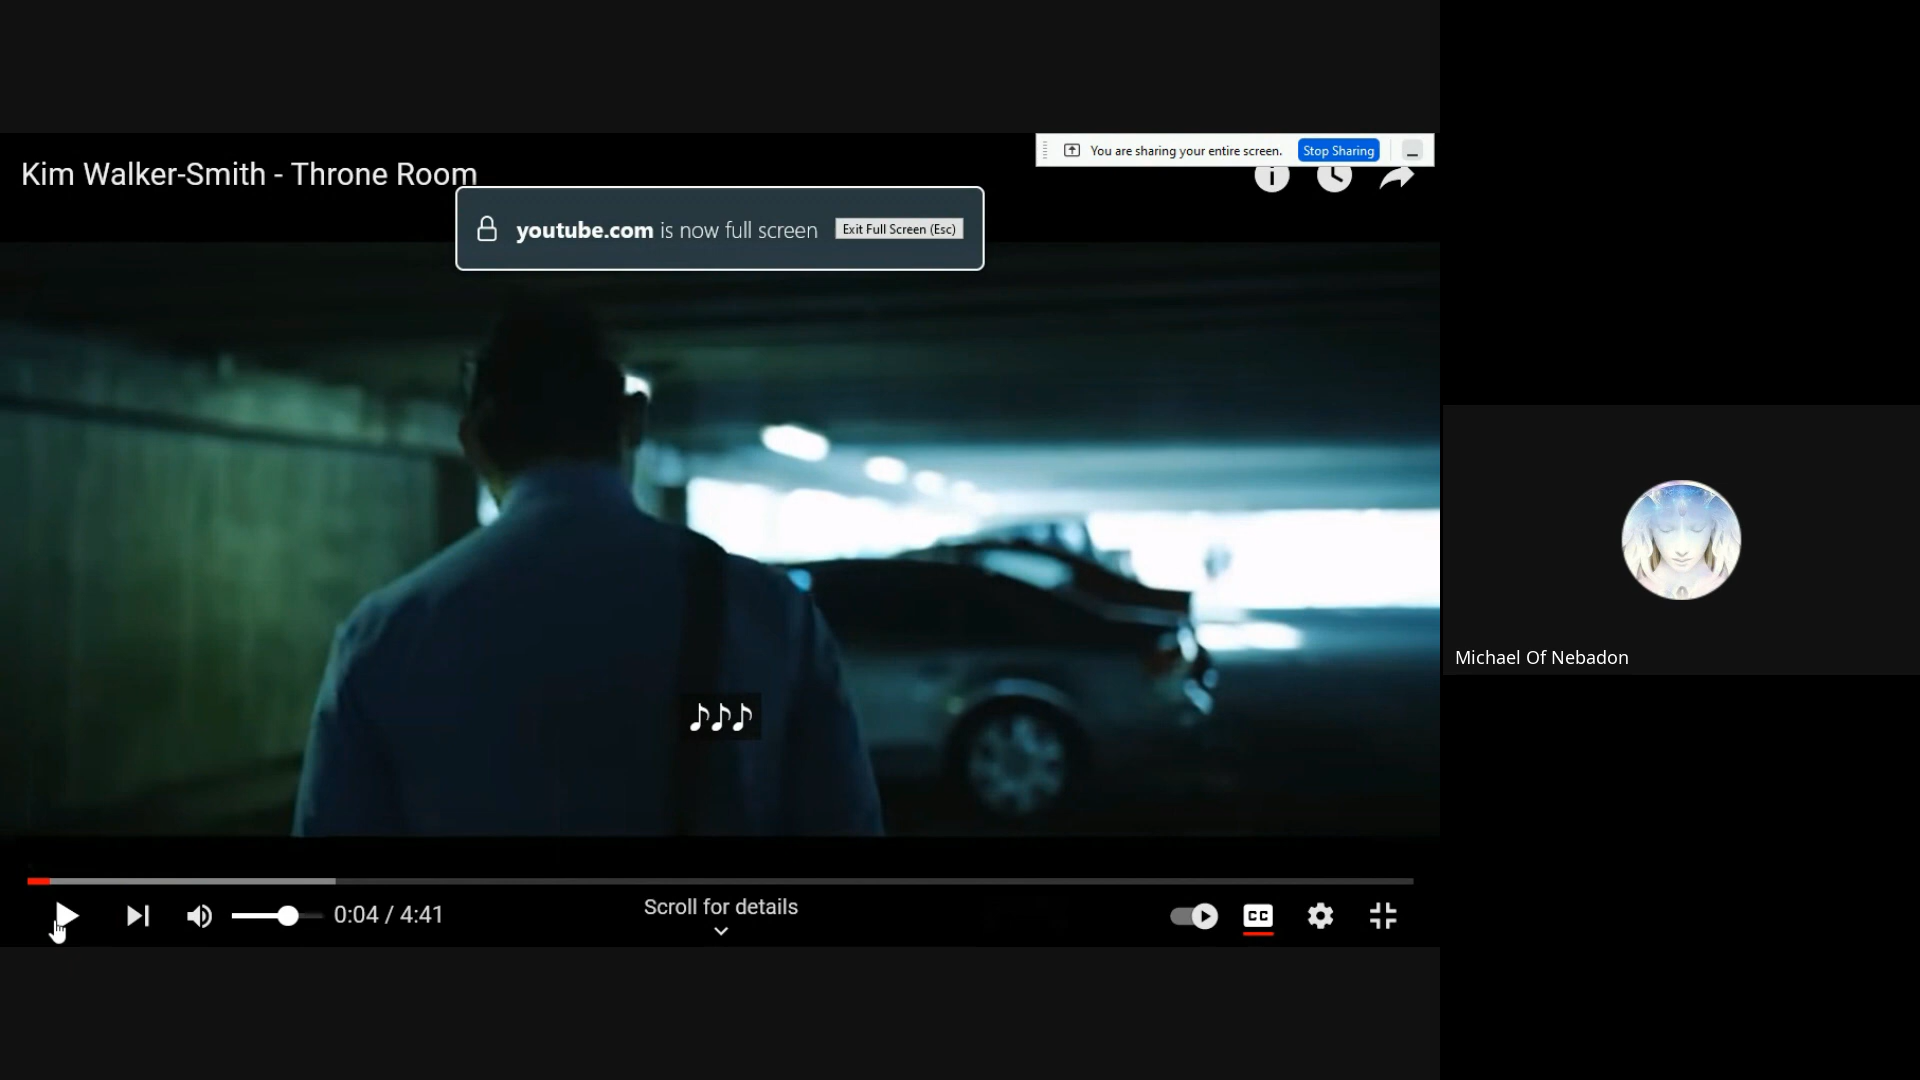 You are sharing your entire screen. Stop Sharing
Kim Walker-Smith - Throne Room
youtube.com is now full screen Exit Full Screen (Esc)
Michael Of Nebadon
♪♪♪
0:04 / 4:41
Scroll for details
CC